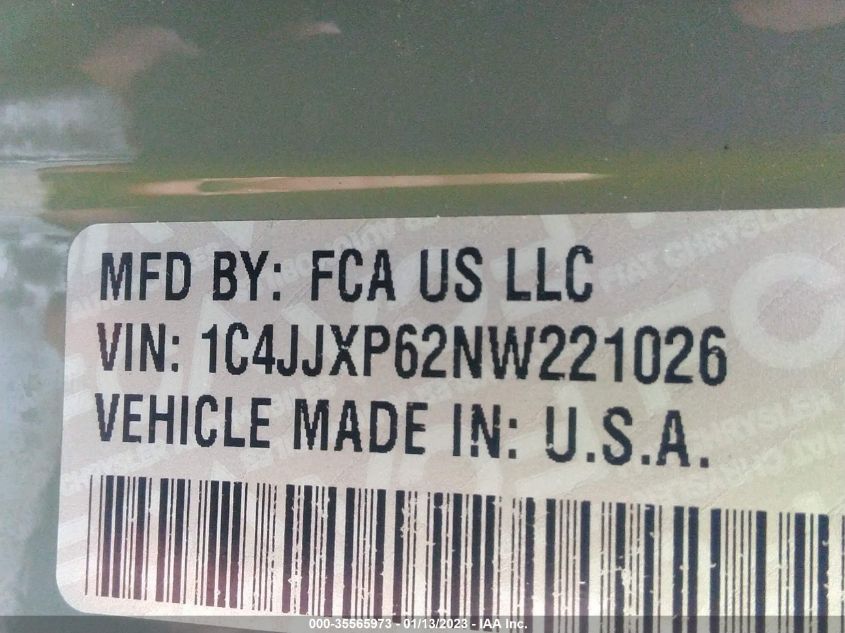 MFD BY: FCA US LLC
VIN: 1C4JJXP62NW221026
VEHICLE MADE IN: U.S.A.
000-35565973 - 01/13/2023 - IAA Inc.